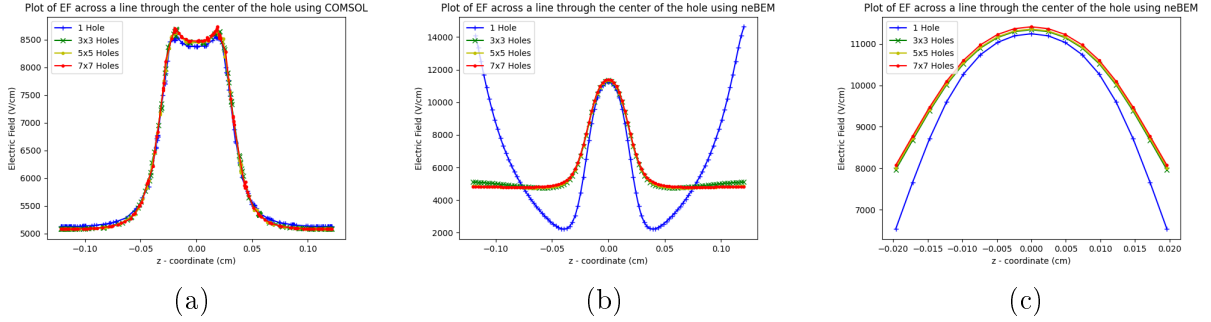 Plot of EF across a line through the center of the hole using COMSOL
8500
8000
7500
7000
6500
6000
5500
5000
Electric Field (V/cm)
1 Hole
3x3 Holes
5x5 Holes
7x7 Holes
−0.10
−0.05
0.00
0.05
0.10
z - coordinate (cm)
(a)
Plot of EF across a line through the center of the hole using neBEM
14000
12000
10000
8000
6000
4000
2000
Electric Field (V/cm)
1 Hole
3x3 Holes
5x5 Holes
7x7 Holes
−0.10
−0.05
0.00
0.05
0.10
z - coordinate (cm)
(b)
Plot of EF across a line through the center of the hole using neBEM
11000
10000
9000
8000
7000
Electric Field (V/cm)
1 Hole
3x3 Holes
5x5 Holes
7x7 Holes
−0.020
−0.015
−0.010
−0.005
0.000
0.005
0.010
0.015
0.020
z - coordinate (cm)
(c)